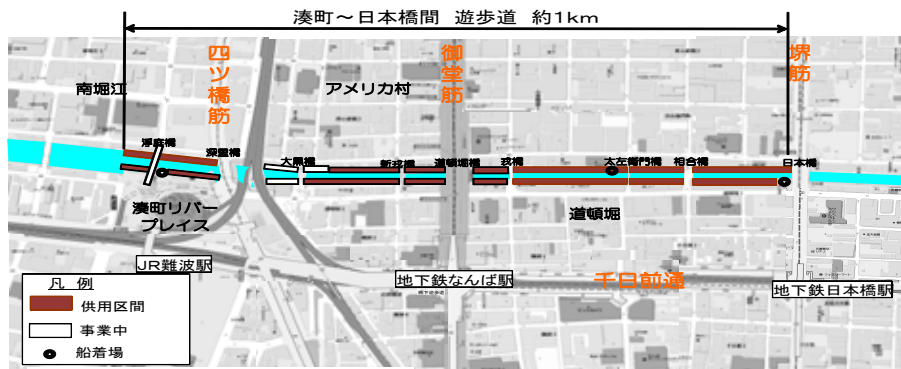 湊町～日本橋間 遊歩道 約1km
四ツ橋筋
御堂筋
堺筋
南堀江
アメリカ村
浮庭橋
深里橋
大黒橋
新戎橋
道頓堀橋
戎橋
太左衛門橋
相合橋
日本橋
湊町リバー
プレイス
道頓堀
JR難波駅
地下鉄なんば駅
千日前通
地下鉄日本橋駅
凡 例
供用区間
事業中
船着場